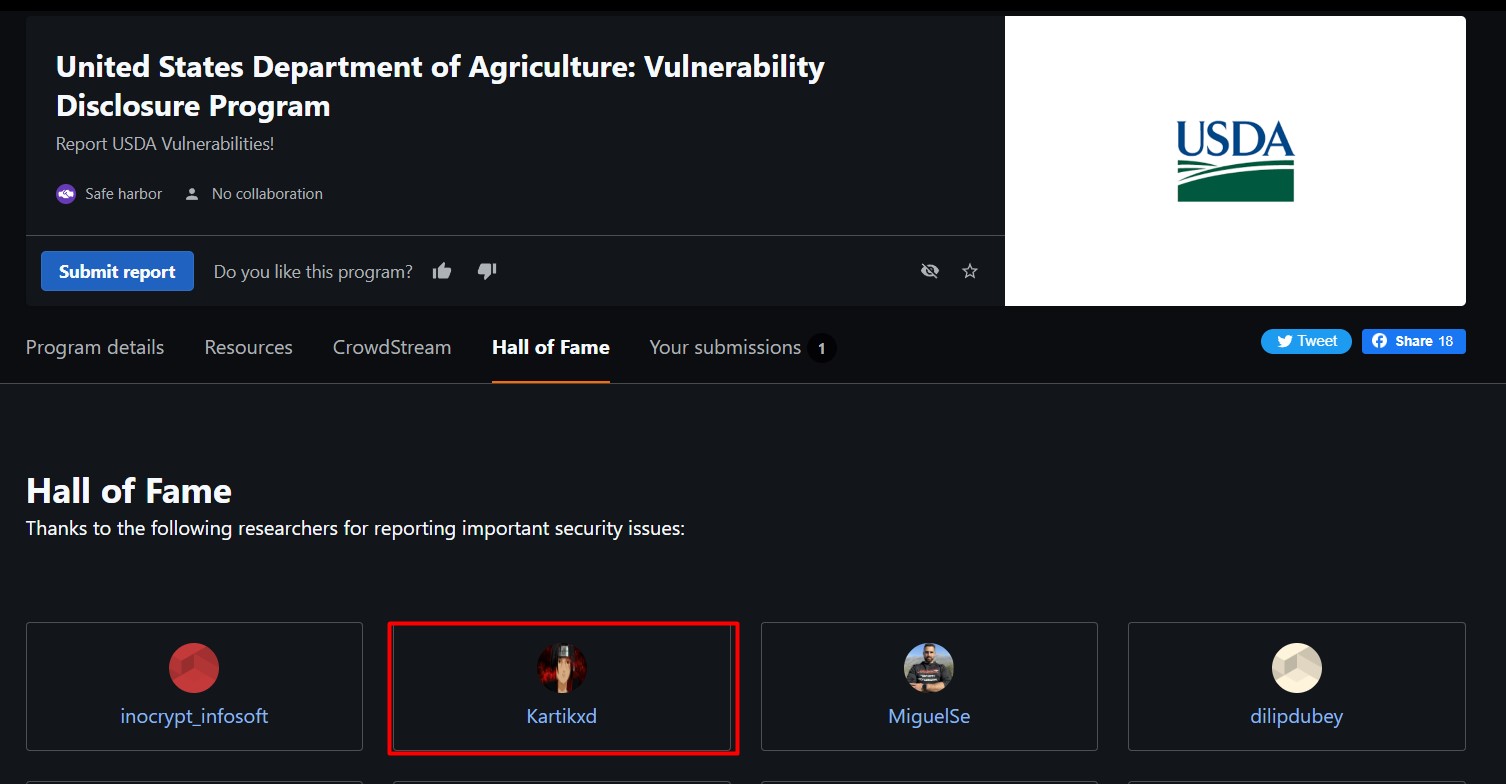 United States Department of Agriculture: Vulnerability
Disclosure Program
Report USDA Vulnerabilities!
Safe harbor No collaboration
USDA
Submit report Do you like this program?
Program details Resources CrowdStream Hall of Fame Your submissions 1
Tweet Share 18
Hall of Fame
Thanks to the following researchers for reporting important security issues:
inocrypt_infosoft Kartikxd MiguelSe dilipdubey